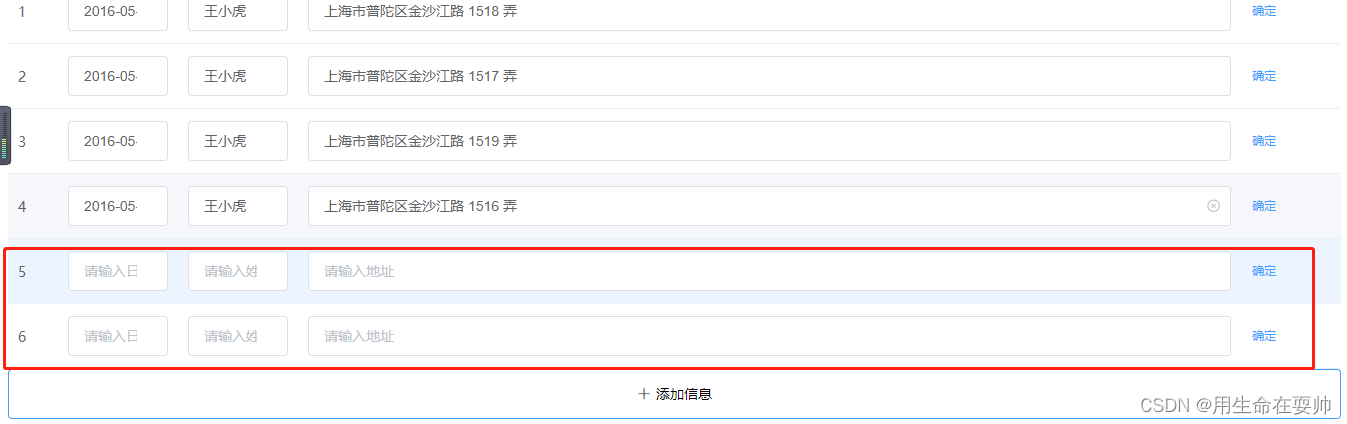 1 2016-05- 王小虎 上海市普陀区金沙江路 1518 弄 确定
2 2016-05- 王小虎 上海市普陀区金沙江路 1517 弄 确定
3 2016-05- 王小虎 上海市普陀区金沙江路 1519 弄 确定
4 2016-05- 王小虎 上海市普陀区金沙江路 1516 弄 确定
5 请输入日 请输入姓 请输入地址 确定
6 请输入日 请输入姓 请输入地址 确定
+ 添加信息
CSDN @用生命在耍帅